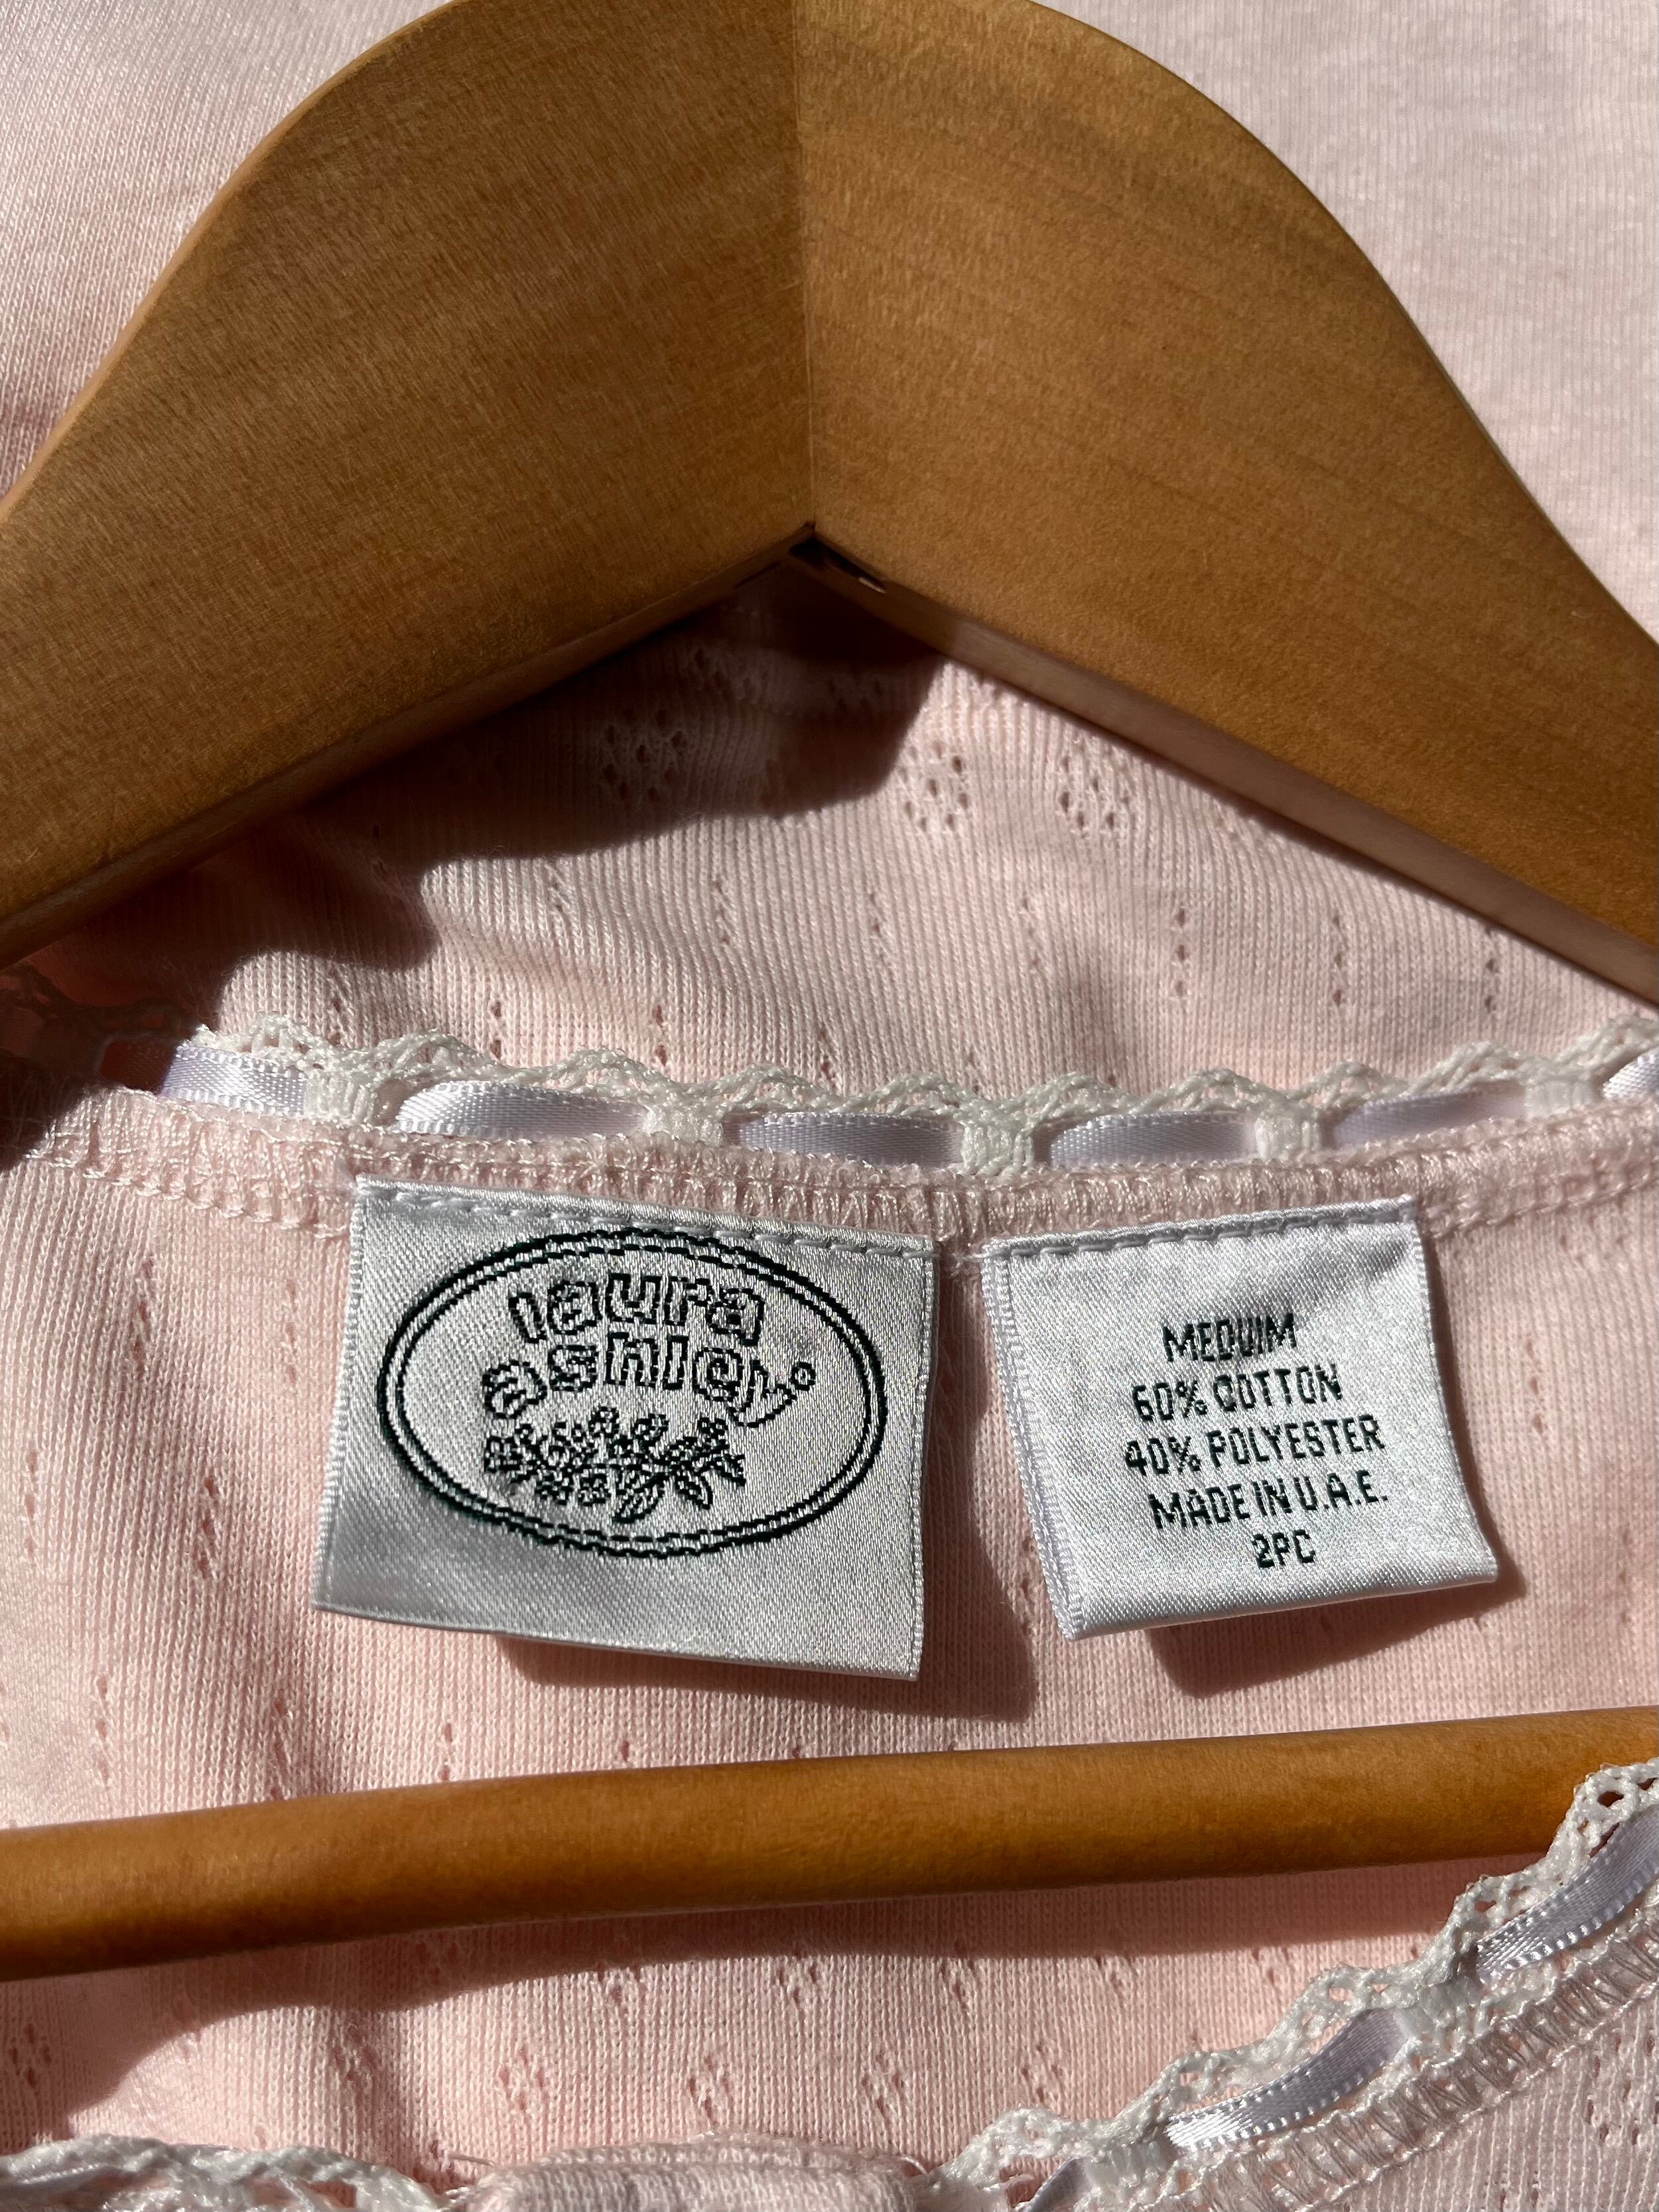 laura
ashley
MEDUIM
60% COTTON
40% POLYESTER
MADE IN U.A.E.
2PC